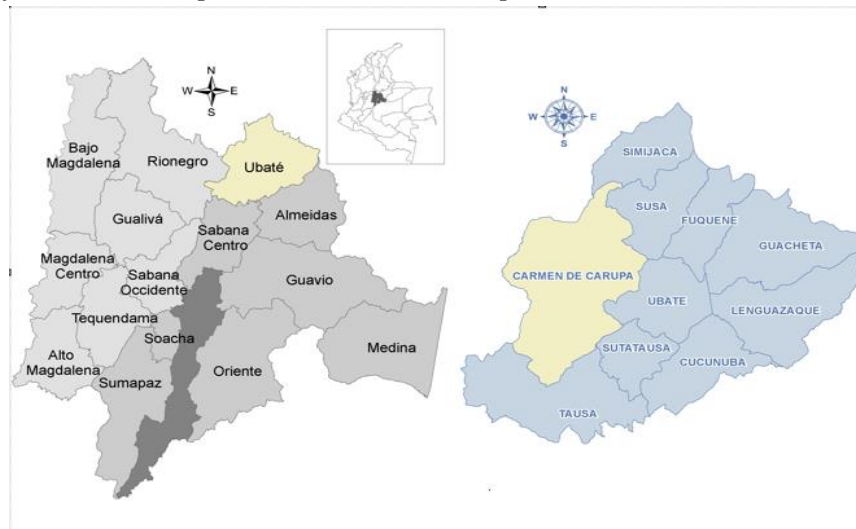 N
W E
S
Bajo
Magdalena
Rionegro
Ubaté
Gualivá
Sabana
Centro
Almeidas
Magdalena
Centro
Sabana
Occidente
Guavio
Tequendama
Soacha
Alto
Magdalena
Sumapaz
Oriente
Medina
N
W E
S
SIMIJACA
SUSA
FUQUENE
GUACHETA
CARMEN DE CARUPA
UBATE
LENGUAZAQUE
SUTATAUSA
CUCUNUBA
TAUSA